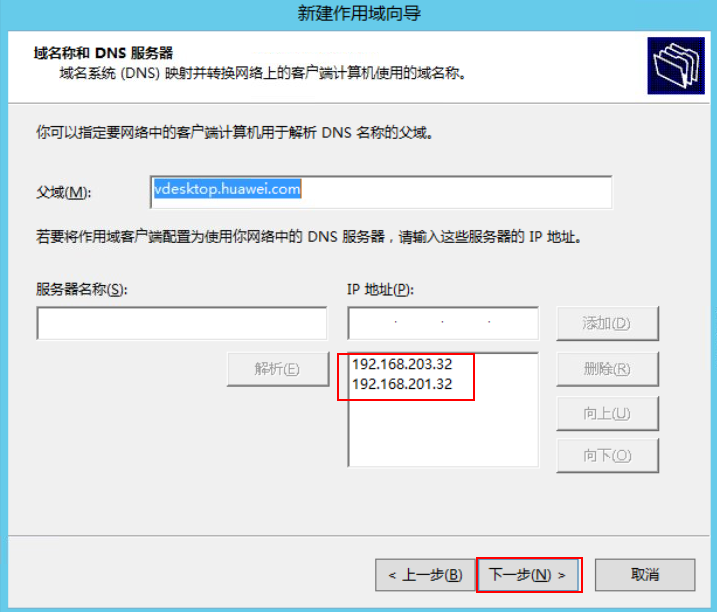 新建作用域向导
域名称和 DNS 服务器
域名系统 (DNS) 映射并转换网络上的客户端计算机使用的域名称。
你可以指定要网络中的客户端计算机用于解析 DNS 名称的父域。
父域(M):
vdesktop.huawei.com
若要将作用域客户端配置为使用你网络中的 DNS 服务器，请输入这些服务器的 IP 地址。
服务器名称(S):
IP 地址(P):
添加(D)
解析(E)
192.168.203.32
192.168.201.32
删除(R)
向上(U)
向下(O)
< 上一步(B)
下一步(N) >
取消